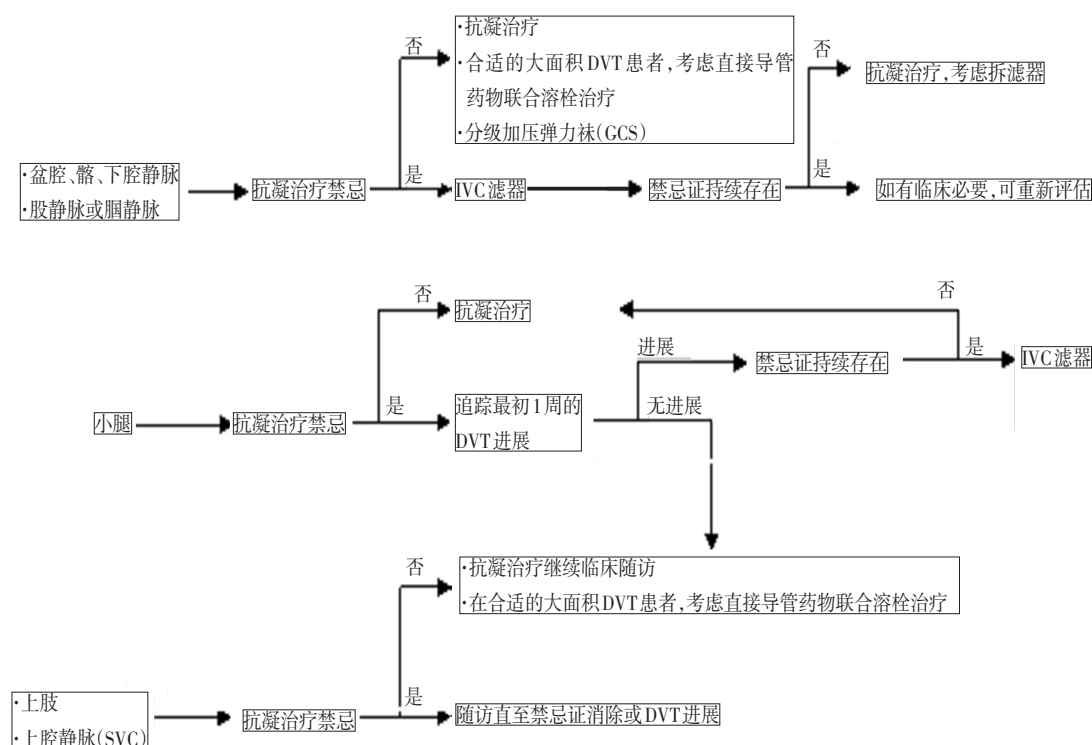 否
·抗凝治疗
·合适的大面积DVT患者,考虑直接导管
药物联合溶栓治疗
·分级加压弹力袜(GCS)
否
抗凝治疗,考虑拆滤器
·盆腔、髂、下腔静脉
·股静脉或腘静脉
抗凝治疗禁忌
是
IVC滤器
禁忌证持续存在
是
如有临床必要,可重新评估
否
抗凝治疗
否
小腿
抗凝治疗禁忌
是
追踪最初1周的
DVT进展
进展
无进展
禁忌证持续存在
是
IVC滤器
否
·抗凝治疗继续临床随访
·在合适的大面积DVT患者,考虑直接导管药物联合溶栓治疗
·上肢
·上腔静脉(SVC)
抗凝治疗禁忌
是
随访直至禁忌证消除或DVT进展